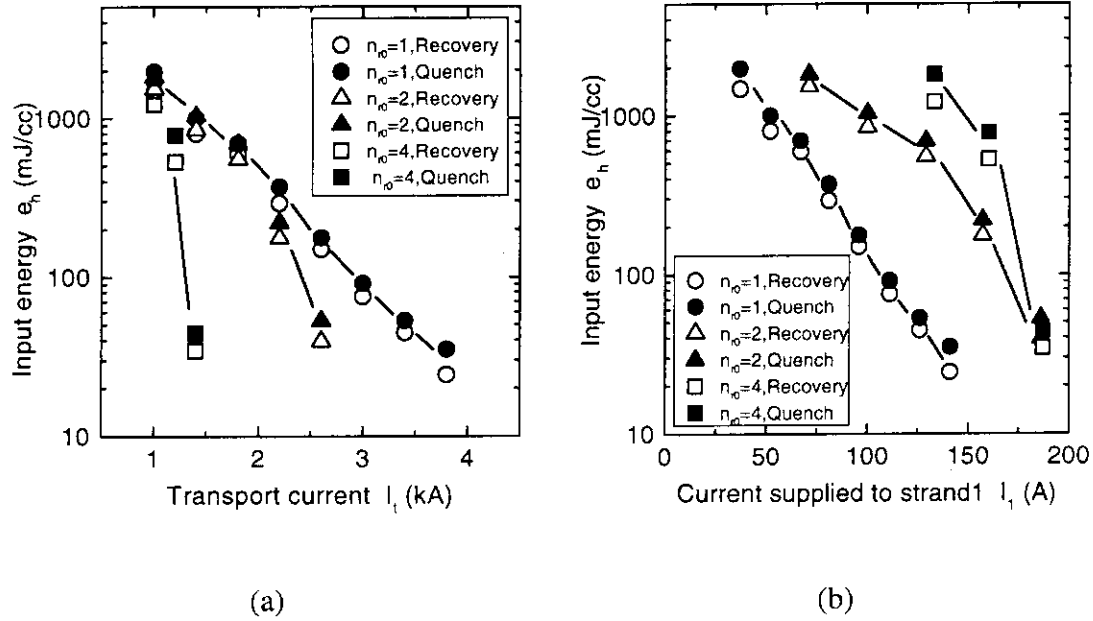 n_r0=1,Recovery
n_r0=1,Quench
n_r0=2,Recovery
n_r0=2,Quench
n_r0=4,Recovery
n_r0=4,Quench
Input energy e_h (mJ/cc)
1000
100
10
1 2 3 4
Transport current I_t (kA)
(a)
n_r0=1,Recovery
n_r0=1,Quench
n_r0=2,Recovery
n_r0=2,Quench
n_r0=4,Recovery
n_r0=4,Quench
Input energy e_h (mJ/cc)
1000
100
10
0 50 100 150 200
Current supplied to strand1 I_1 (A)
(b)